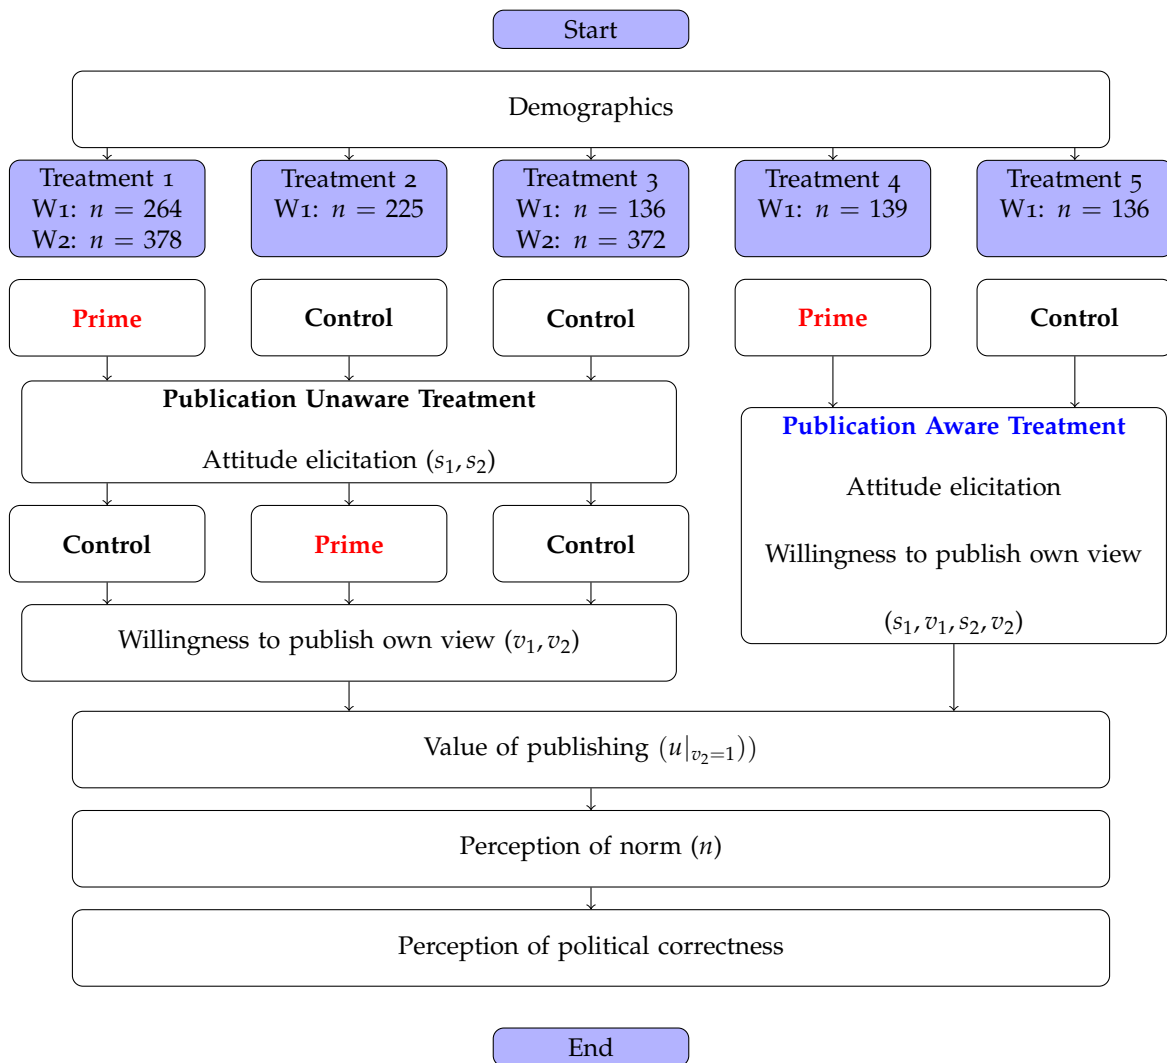 Start
Demographics
Treatment 1
W1: n = 264
W2: n = 378
Treatment 2
W1: n = 225
Treatment 3
W1: n = 136
W2: n = 372
Treatment 4
W1: n = 139
Treatment 5
W1: n = 136
Prime
Control
Control
Prime
Control
Publication Unaware Treatment
Attitude elicitation (s₁, s₂)
Publication Aware Treatment
Attitude elicitation
Willingness to publish own view
(s₁, v₁, s₂, v₂)
Control
Prime
Control
Willingness to publish own view (v₁, v₂)
Value of publishing (u|ᵥ₂₌₁))
Perception of norm (n)
Perception of political correctness
End